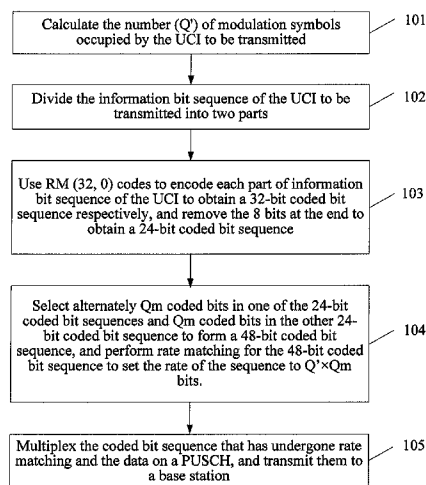 Calculate the number (Q') of modulation symbols
occupied by the UCI to be transmitted
101
Divide the information bit sequence of the UCI to be
transmitted into two parts
102
Use RM (32, 0) codes to encode each part of information
bit sequence of the UCI to obtain a 32-bit coded bit
sequence respectively, and remove the 8 bits at the end to
obtain a 24-bit coded bit sequence
103
Select alternately Qm coded bits in one of the 24-bit
coded bit sequences and Qm coded bits in the other 24-
bit coded bit sequence to form a 48-bit coded bit
sequence, and perform rate matching for the 48-bit coded
bit sequence to set the rate of the sequence to Q'×Qm
bits.
104
Multiplex the coded bit sequence that has undergone rate
matching and the data on a PUSCH, and transmit them to
a base station
105